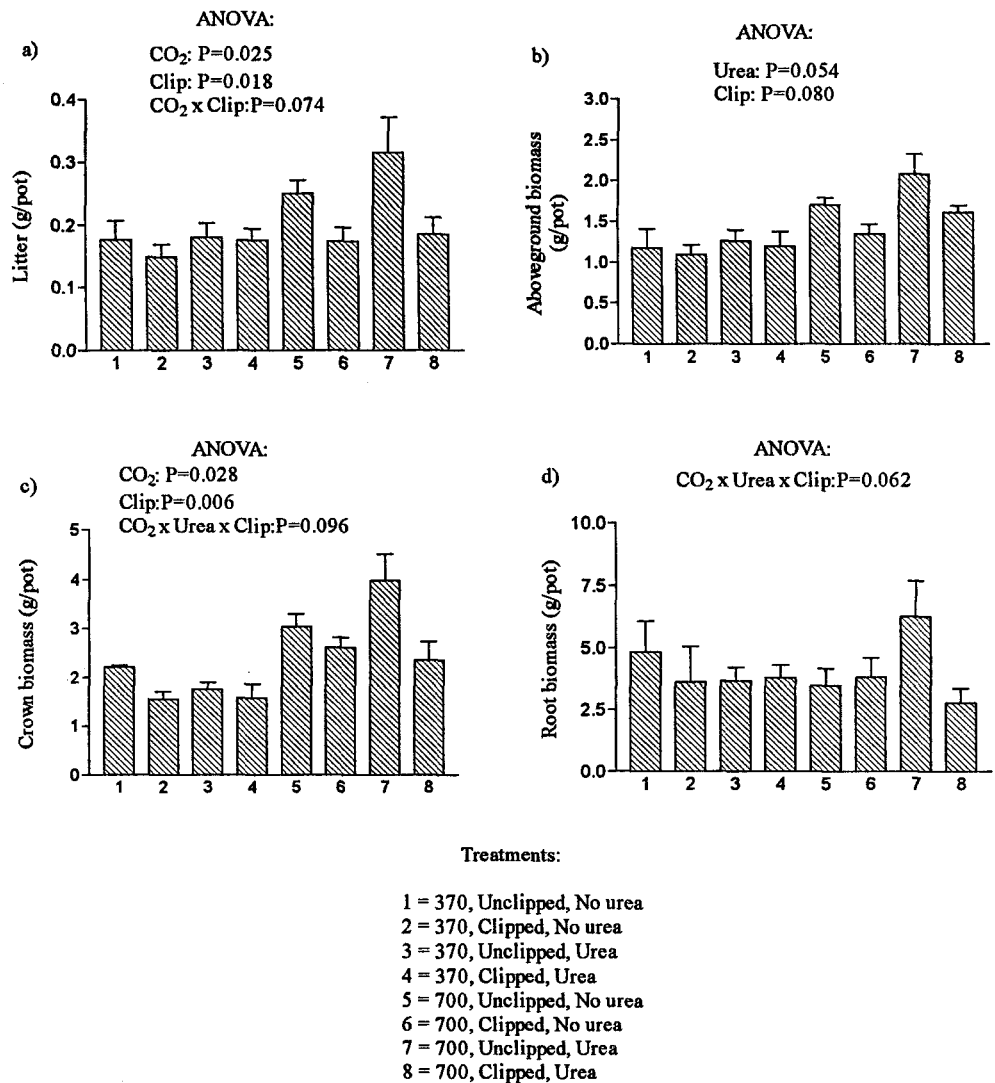 a)
ANOVA:
CO₂: P=0.025
Clip: P=0.018
CO₂ x Clip:P=0.074
Litter (g/pot)
0.4
0.3
0.2
0.1
0.0
1 2 3 4 5 6 7 8
b)
ANOVA:
Urea: P=0.054
Clip: P=0.080
Aboveground biomass
(g/pot)
3.0
2.5
2.0
1.5
1.0
0.5
0.0
1 2 3 4 5 6 7 8
c)
ANOVA:
CO₂: P=0.028
Clip:P=0.006
CO₂ x Urea x Clip:P=0.096
Crown biomass (g/pot)
5
4
3
2
1
0
1 2 3 4 5 6 7 8
d)
ANOVA:
CO₂ x Urea x Clip:P=0.062
Root biomass (g/pot)
10.0
7.5
5.0
2.5
0.0
1 2 3 4 5 6 7 8
Treatments:
1 = 370, Unclipped, No urea
2 = 370, Clipped, No urea
3 = 370, Unclipped, Urea
4 = 370, Clipped, Urea
5 = 700, Unclipped, No urea
6 = 700, Clipped, No urea
7 = 700, Unclipped, Urea
8 = 700, Clipped, Urea